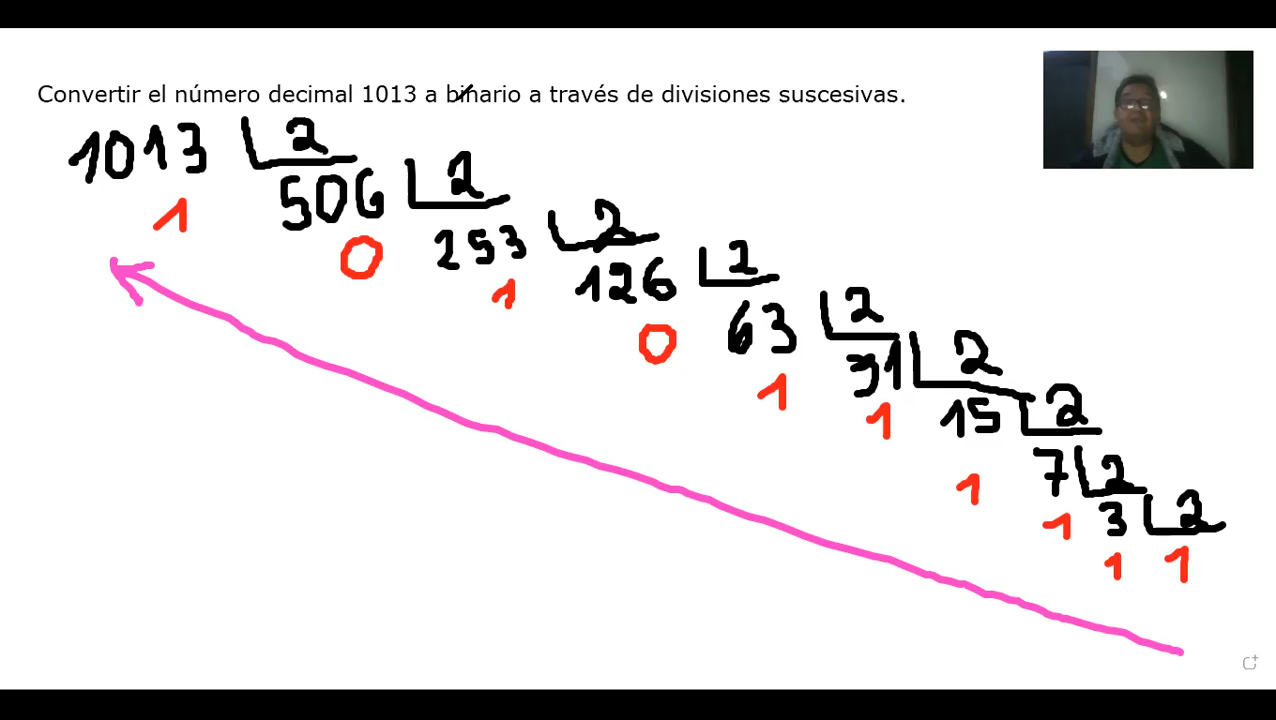 Convertir el número decimal 1013 a binario a través de divisiones suscesivas.
1013 2
1 506 2
0 253 2
1 126 2
0 63 2
1 31 2
1 15 2
1 7 2
1 3 2
1 1